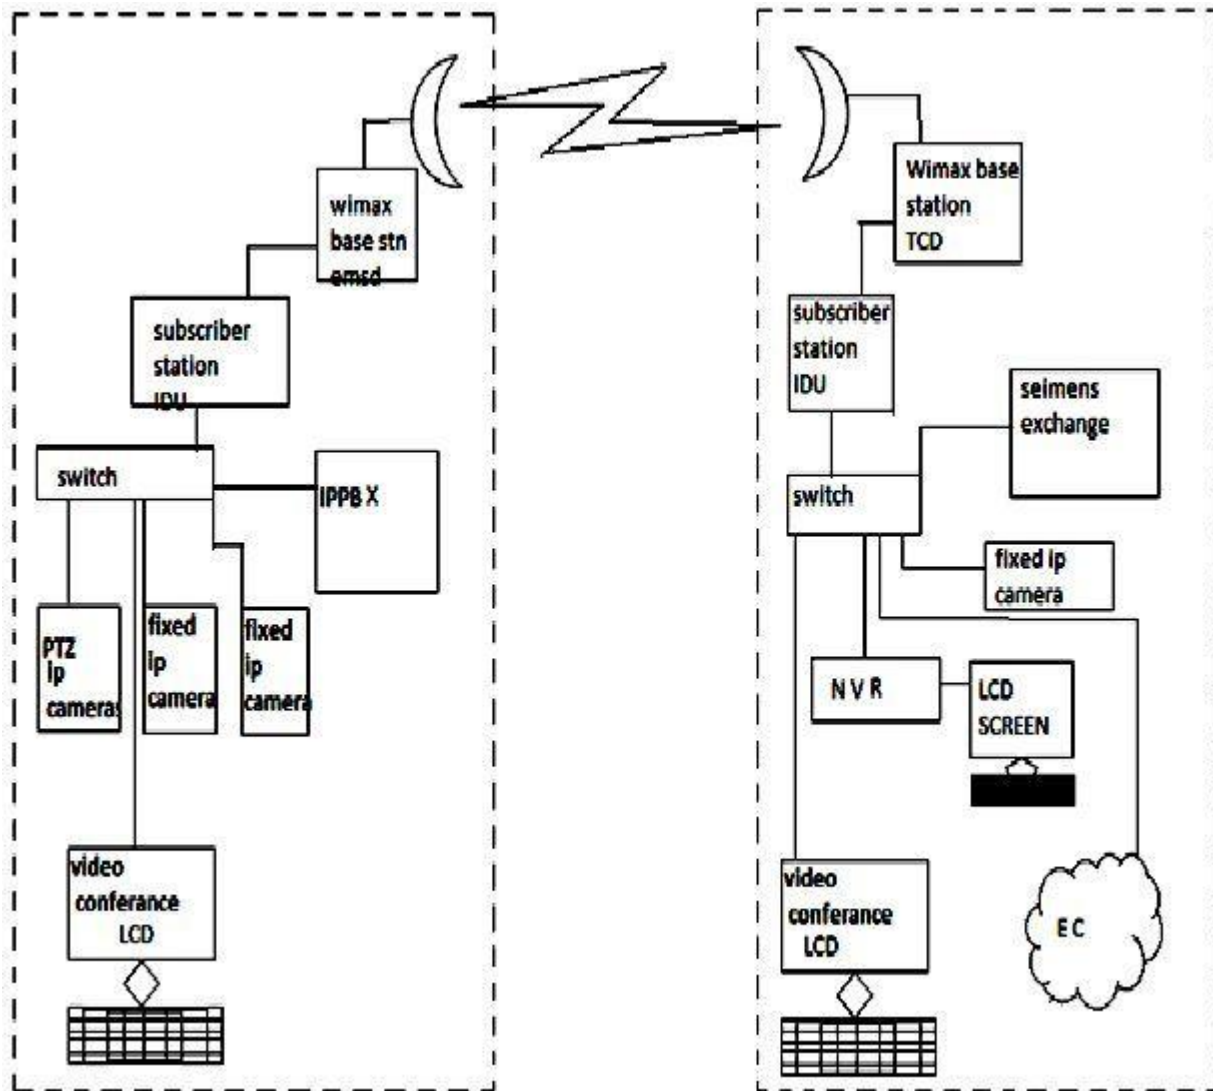 wimax
base stn
emsd
subscriber
station
IDU
switch
IPPB X
PTZ
ip
cameras
fixed
ip
camera
fixed
ip
camera
video
conferance
LCD
Wimax base
station
TCD
subscriber
station
IDU
seimens
exchange
switch
fixed ip
camera
N V R
LCD
SCREEN
video
conferance
LCD
E C